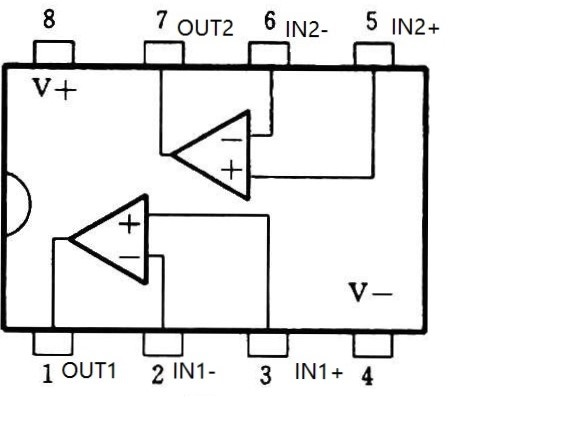 8 7 OUT2 6 IN2- 5 IN2+
V+
−
+
+
−
V−
1 OUT1 2 IN1- 3 IN1+ 4